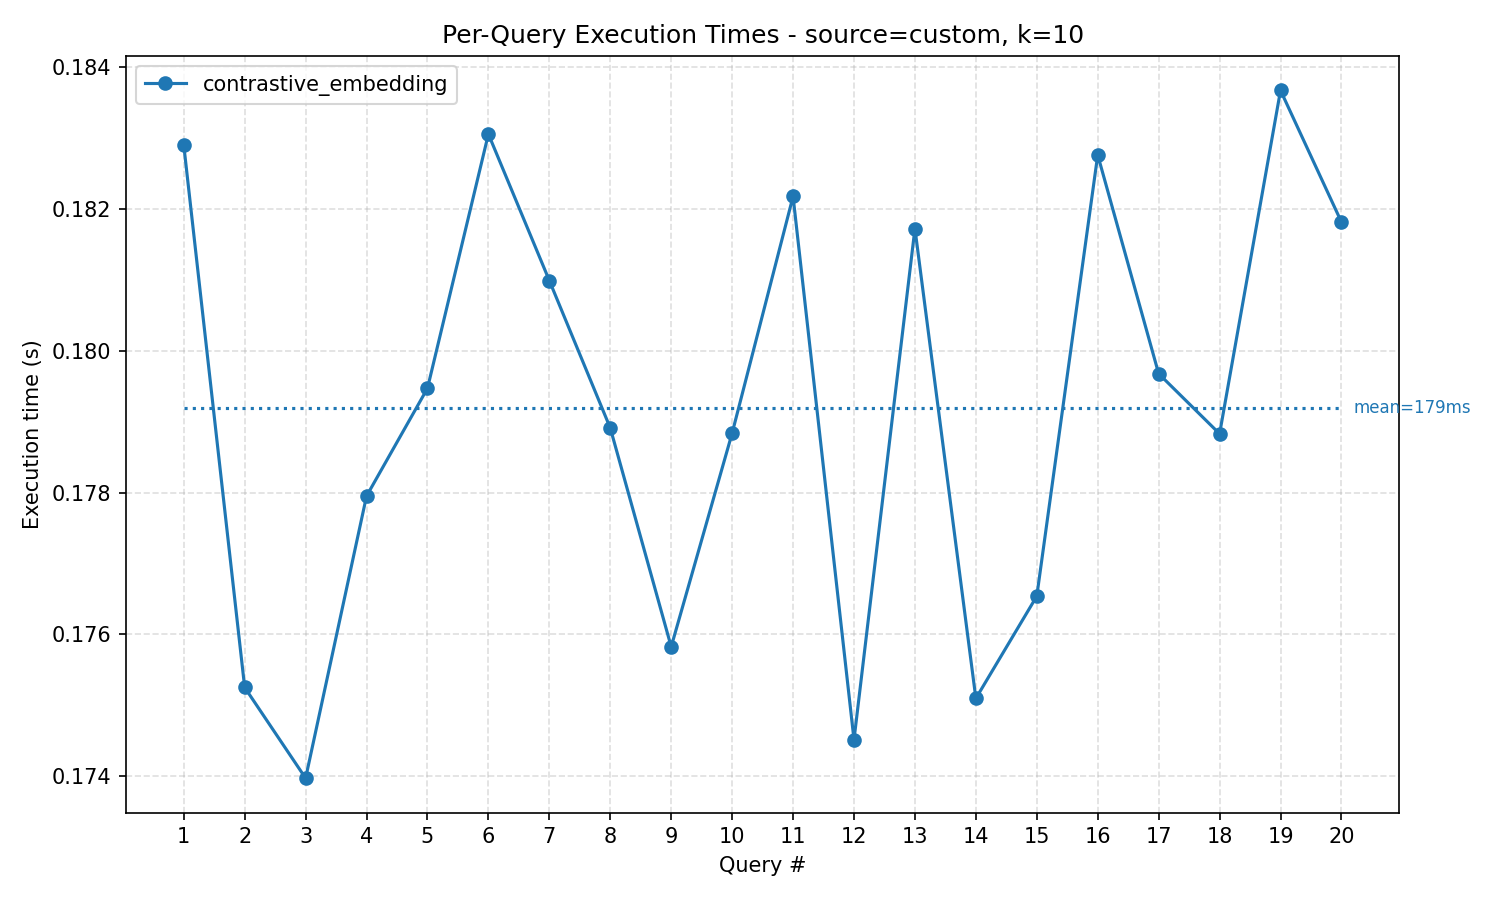 Per-Query Execution Times - source=custom, k=10
contrastive_embedding
0.184
0.182
0.180
0.178
0.176
0.174
Execution time (s)
mean=179ms
1 2 3 4 5 6 7 8 9 10 11 12 13 14 15 16 17 18 19 20
Query #